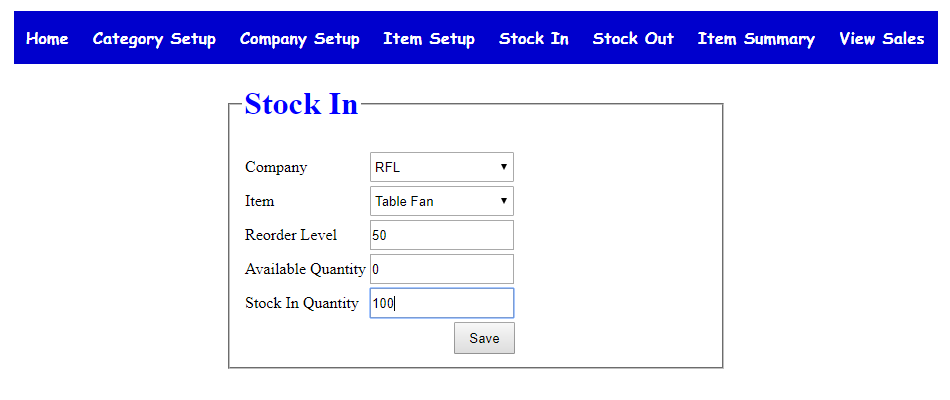 Home Category Setup Company Setup Item Setup Stock In Stock Out Item Summary View Sales
Stock In
Company RFL
Item Table Fan
Reorder Level 50
Available Quantity 0
Stock In Quantity 100
Save